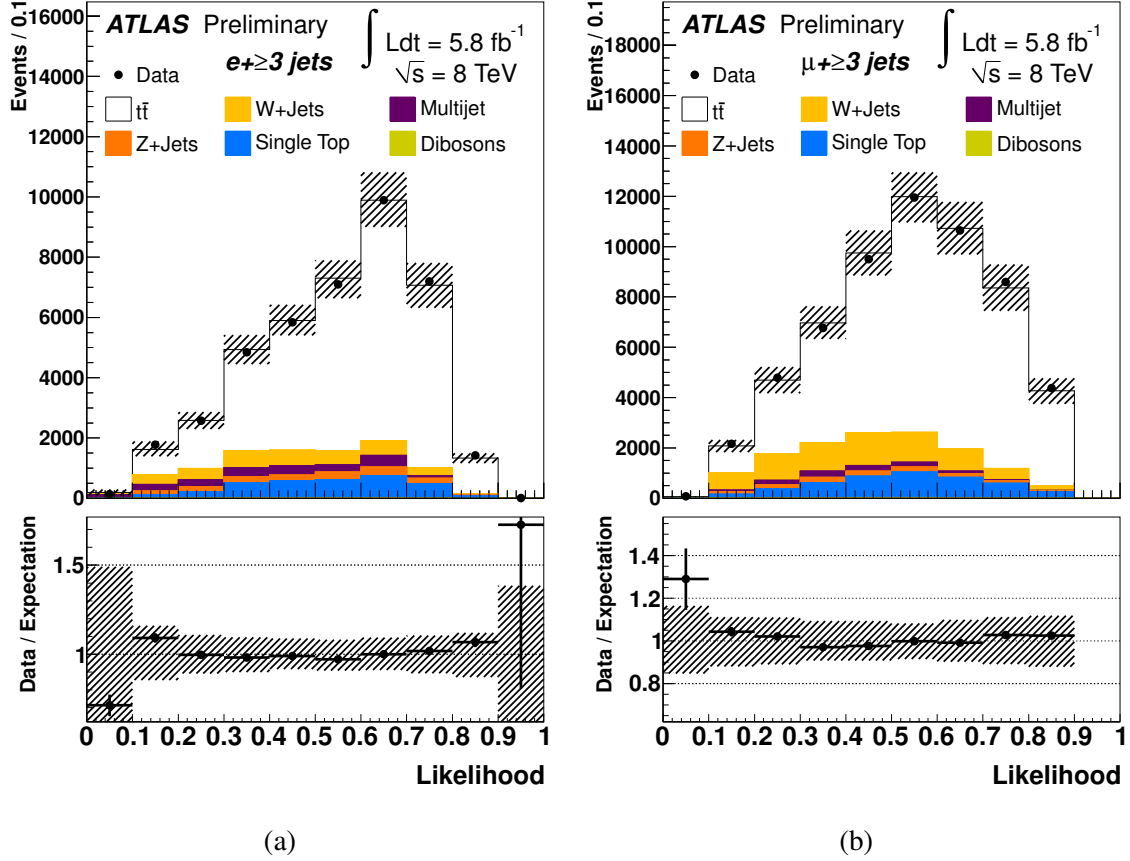 Events / 0.1
16000
14000
12000
10000
8000
6000
4000
2000
0
ATLAS Preliminary
e+≥3 jets
∫ Ldt = 5.8 fb⁻¹
√s = 8 TeV
Data
tt̄
W+Jets
Multijet
Z+Jets
Single Top
Dibosons
Data / Expectation
1.5
1
0 0.1 0.2 0.3 0.4 0.5 0.6 0.7 0.8 0.9 1
Likelihood
(a)
Events / 0.1
18000
16000
14000
12000
10000
8000
6000
4000
2000
0
ATLAS Preliminary
μ+≥3 jets
∫ Ldt = 5.8 fb⁻¹
√s = 8 TeV
Data
tt̄
W+Jets
Multijet
Z+Jets
Single Top
Dibosons
Data / Expectation
1.4
1.2
1
0.8
0 0.1 0.2 0.3 0.4 0.5 0.6 0.7 0.8 0.9 1
Likelihood
(b)